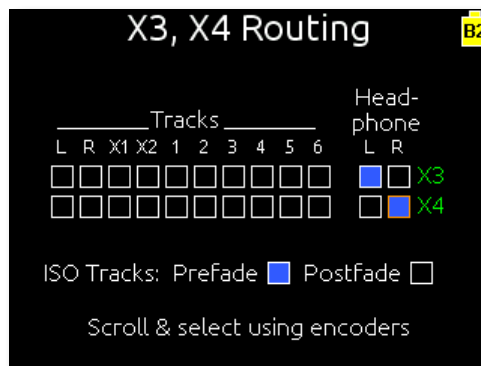 X3, X4 Routing
Head-
Tracks phone
L R X1 X2 1 2 3 4 5 6 L R
X3
X4
ISO Tracks: Prefade Postfade
Scroll & select using encoders